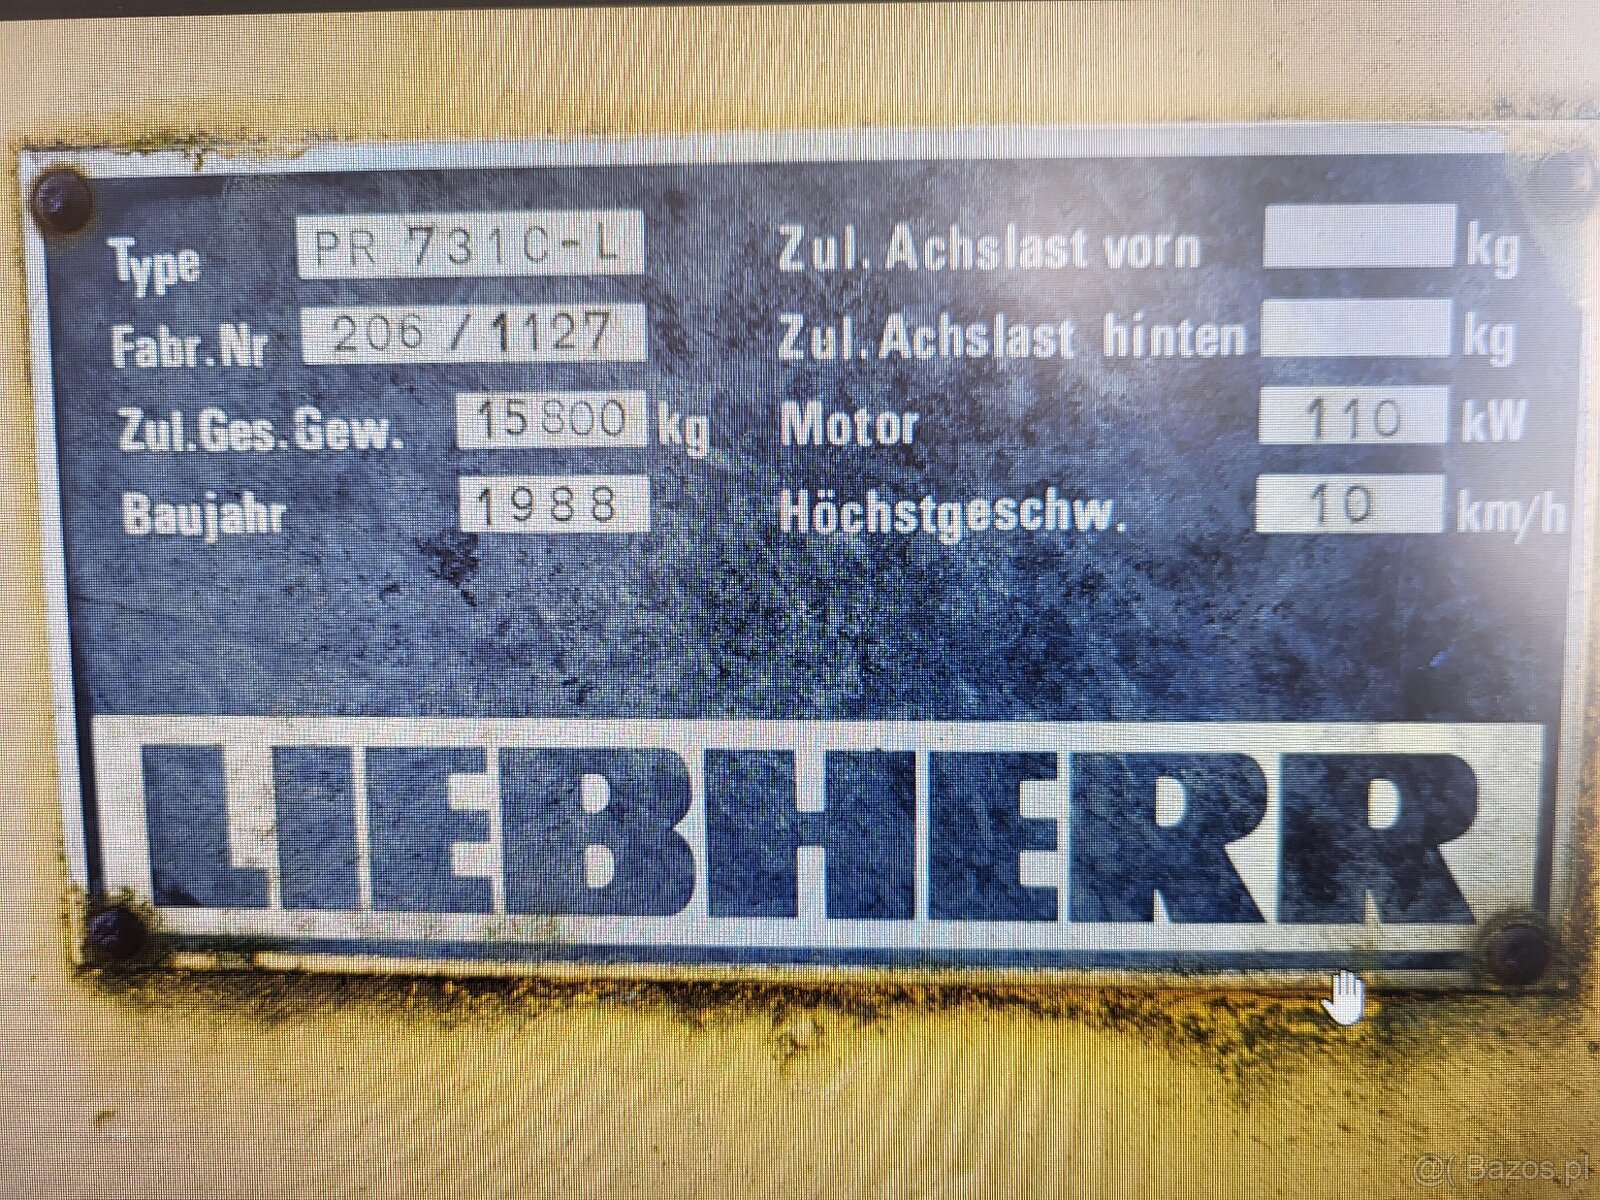 Type PR 731C-L
Fabr.Nr 206/1127
Zul.Ges.Gew. 15800 kg
Baujahr 1988
Zul. Achslast vorn kg
Zul. Achslast hinten kg
Motor 110 kW
Höchstgeschw. 10 km/h
LIEBHERR
@( Bazos.pl